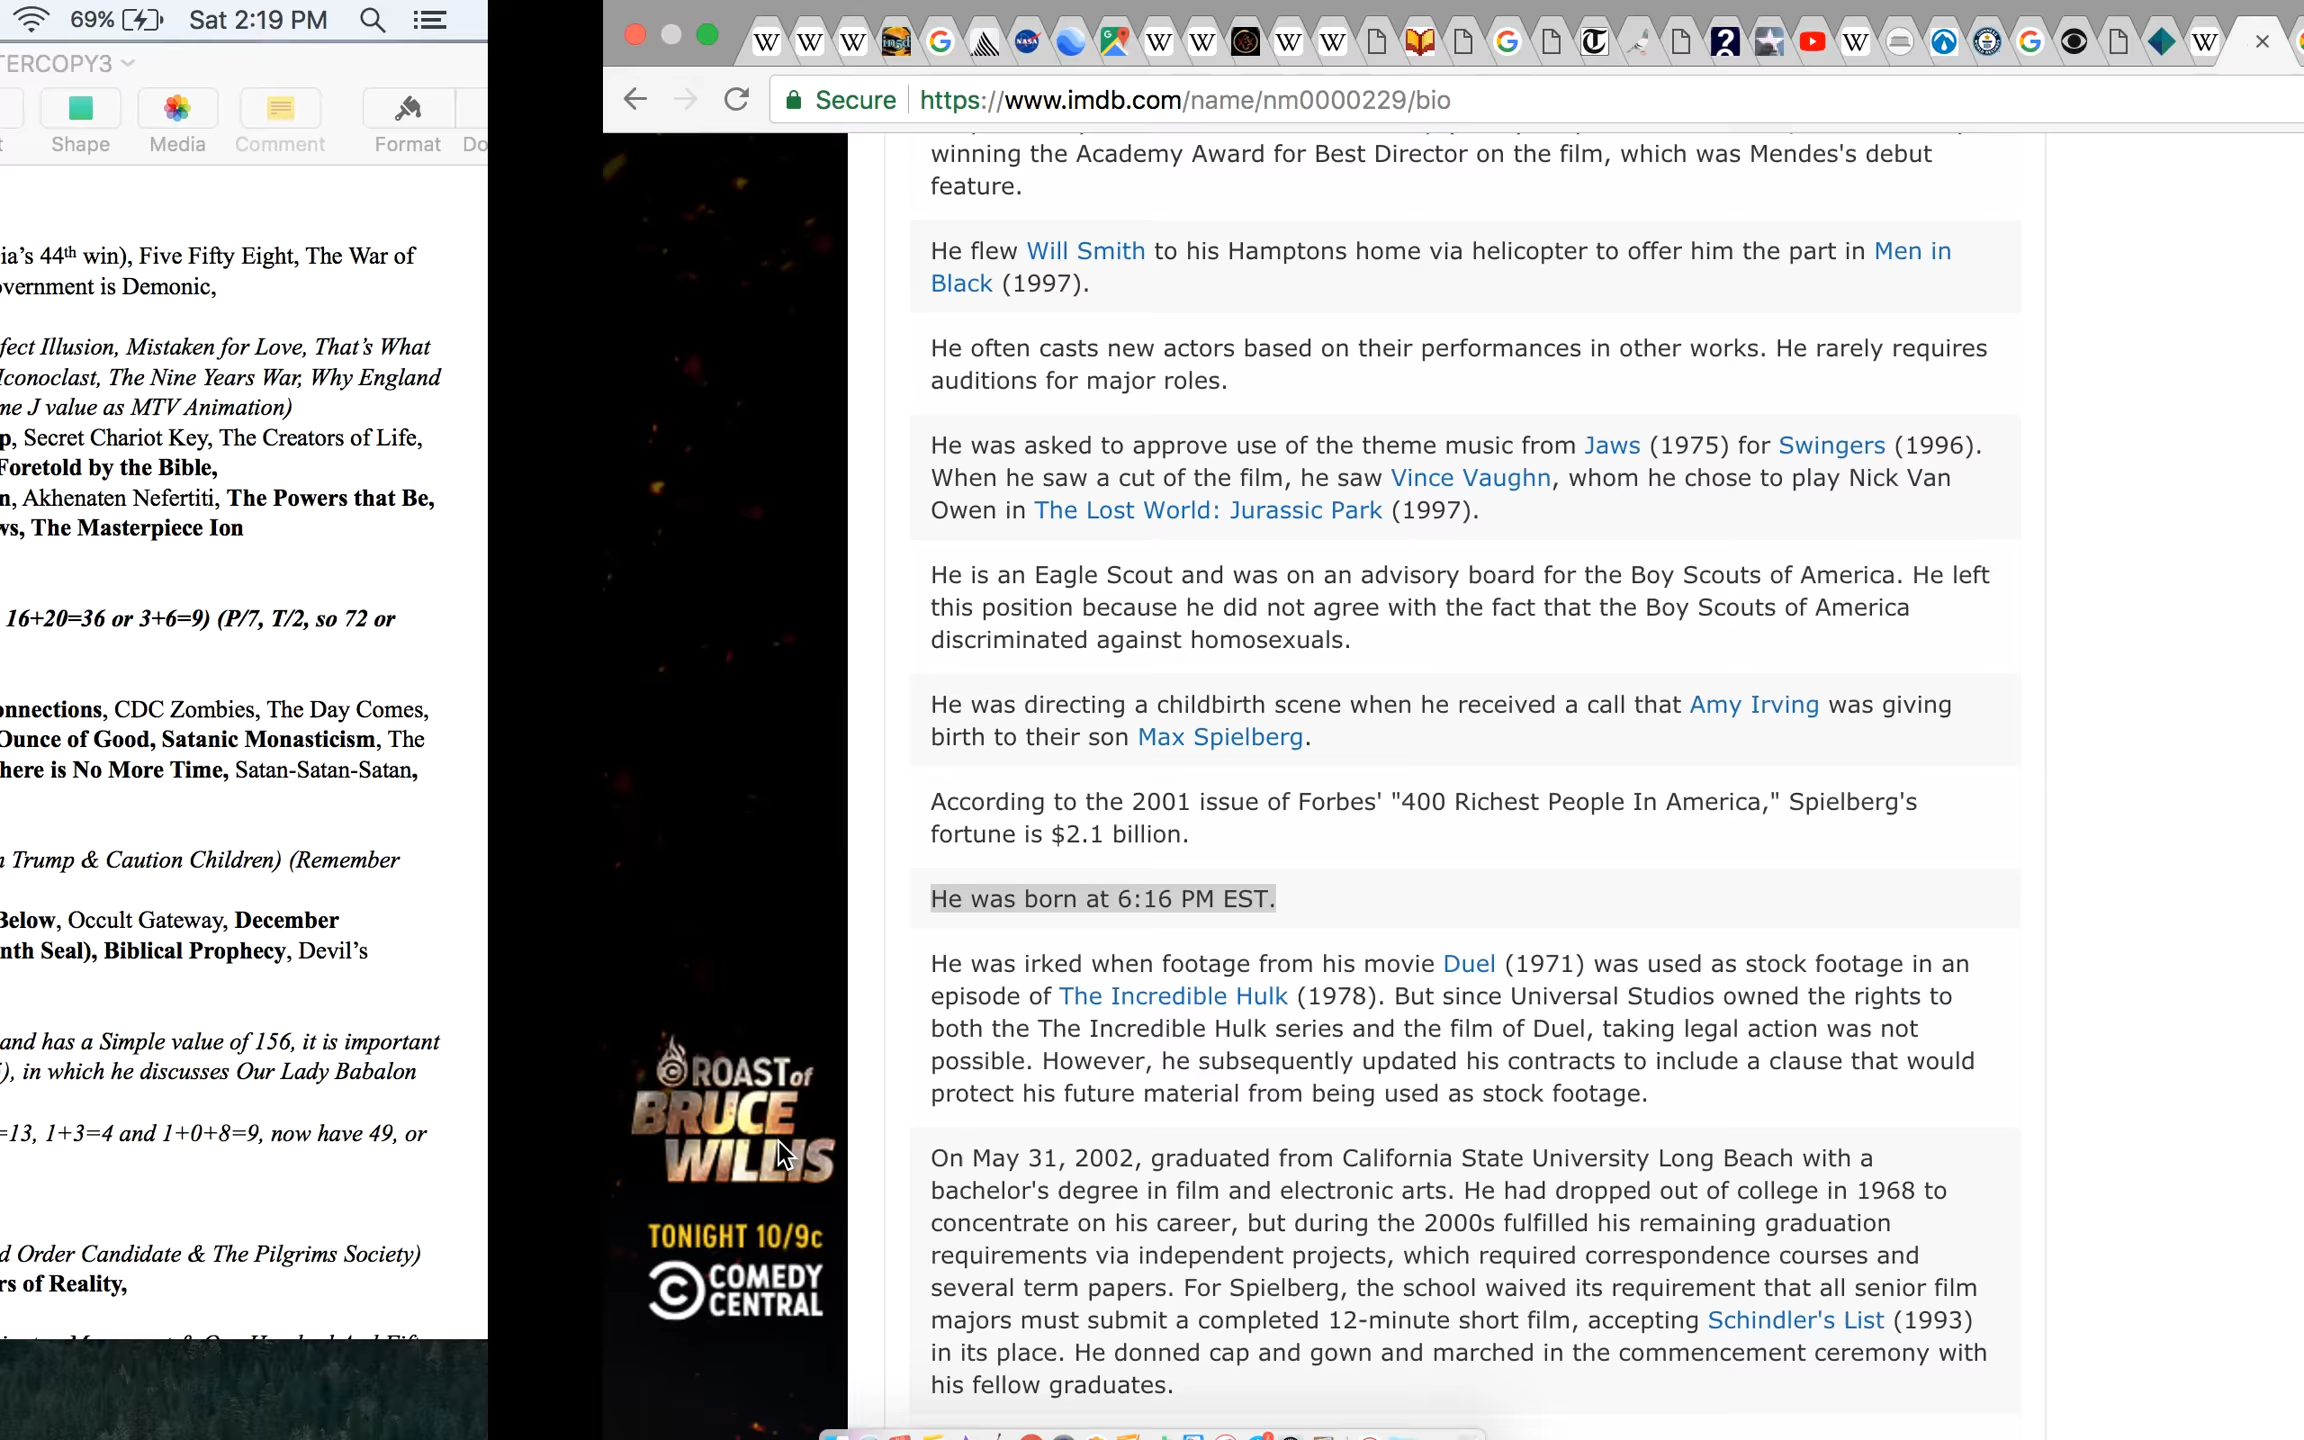 69% Sat 2:19 PM
TERCOPY3
Shape Media Comment Format Do
ia's 44th win), Five Fifty Eight, The War of
overnment is Demonic,
fect Illusion, Mistaken for Love, That's What
Iconoclast, The Nine Years War, Why England
me J value as MTV Animation)
p, Secret Chariot Key, The Creators of Life,
Foretold by the Bible,
n, Akhenaten Nefertiti, The Powers that Be,
ws, The Masterpiece Ion
16+20=36 or 3+6=9) (P/7, T/2, so 72 or
onnections, CDC Zombies, The Day Comes,
Ounce of Good, Satanic Monasticism, The
here is No More Time, Satan-Satan-Satan,
n Trump & Caution Children) (Remember
Below, Occult Gateway, December
nth Seal), Biblical Prophecy, Devil's
and has a Simple value of 156, it is important
), in which he discusses Our Lady Babalon
=13, 1+3=4 and 1+0+8=9, now have 49, or
d Order Candidate & The Pilgrims Society)
rs of Reality,
Secure https://www.imdb.com/name/nm0000229/bio
winning the Academy Award for Best Director on the film, which was Mendes's debut
feature.
He flew Will Smith to his Hamptons home via helicopter to offer him the part in Men in
Black (1997).
He often casts new actors based on their performances in other works. He rarely requires
auditions for major roles.
He was asked to approve use of the theme music from Jaws (1975) for Swingers (1996).
When he saw a cut of the film, he saw Vince Vaughn, whom he chose to play Nick Van
Owen in The Lost World: Jurassic Park (1997).
He is an Eagle Scout and was on an advisory board for the Boy Scouts of America. He left
this position because he did not agree with the fact that the Boy Scouts of America
discriminated against homosexuals.
He was directing a childbirth scene when he received a call that Amy Irving was giving
birth to their son Max Spielberg.
According to the 2001 issue of Forbes' "400 Richest People In America," Spielberg's
fortune is $2.1 billion.
He was born at 6:16 PM EST.
He was irked when footage from his movie Duel (1971) was used as stock footage in an
episode of The Incredible Hulk (1978). But since Universal Studios owned the rights to
both the The Incredible Hulk series and the film of Duel, taking legal action was not
possible. However, he subsequently updated his contracts to include a clause that would
protect his future material from being used as stock footage.
On May 31, 2002, graduated from California State University Long Beach with a
bachelor's degree in film and electronic arts. He had dropped out of college in 1968 to
concentrate on his career, but during the 2000s fulfilled his remaining graduation
requirements via independent projects, which required correspondence courses and
several term papers. For Spielberg, the school waived its requirement that all senior film
majors must submit a completed 12-minute short film, accepting Schindler's List (1993)
in its place. He donned cap and gown and marched in the commencement ceremony with
his fellow graduates.
ROAST of
BRUCE
WILLIS
TONIGHT 10/9c
COMEDY
CENTRAL